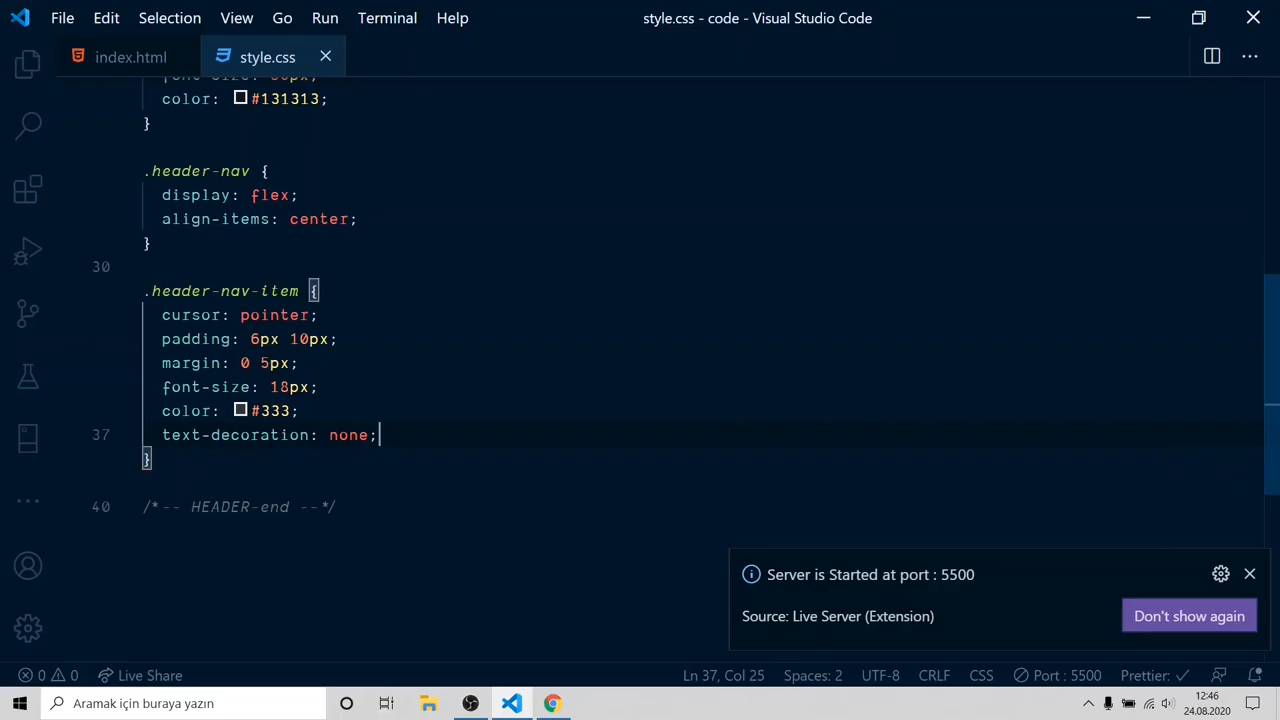 File Edit Selection View Go Run Terminal Help style.css - code - Visual Studio Code
index.html style.css
font-size: 30px;
color: #131313;
}
.header-nav {
display: flex;
align-items: center;
}
30
.header-nav-item {
cursor: pointer;
padding: 6px 10px;
margin: 0 5px;
font-size: 18px;
color: #333;
37 text-decoration: none;
}
40 /*-- HEADER-end --*/
Server is Started at port : 5500
Source: Live Server (Extension) Don't show again
0 0 Live Share Ln 37, Col 25 Spaces: 2 UTF-8 CRLF CSS Port : 5500 Prettier:
Aramak için buraya yazın 12:46
24.08.2020